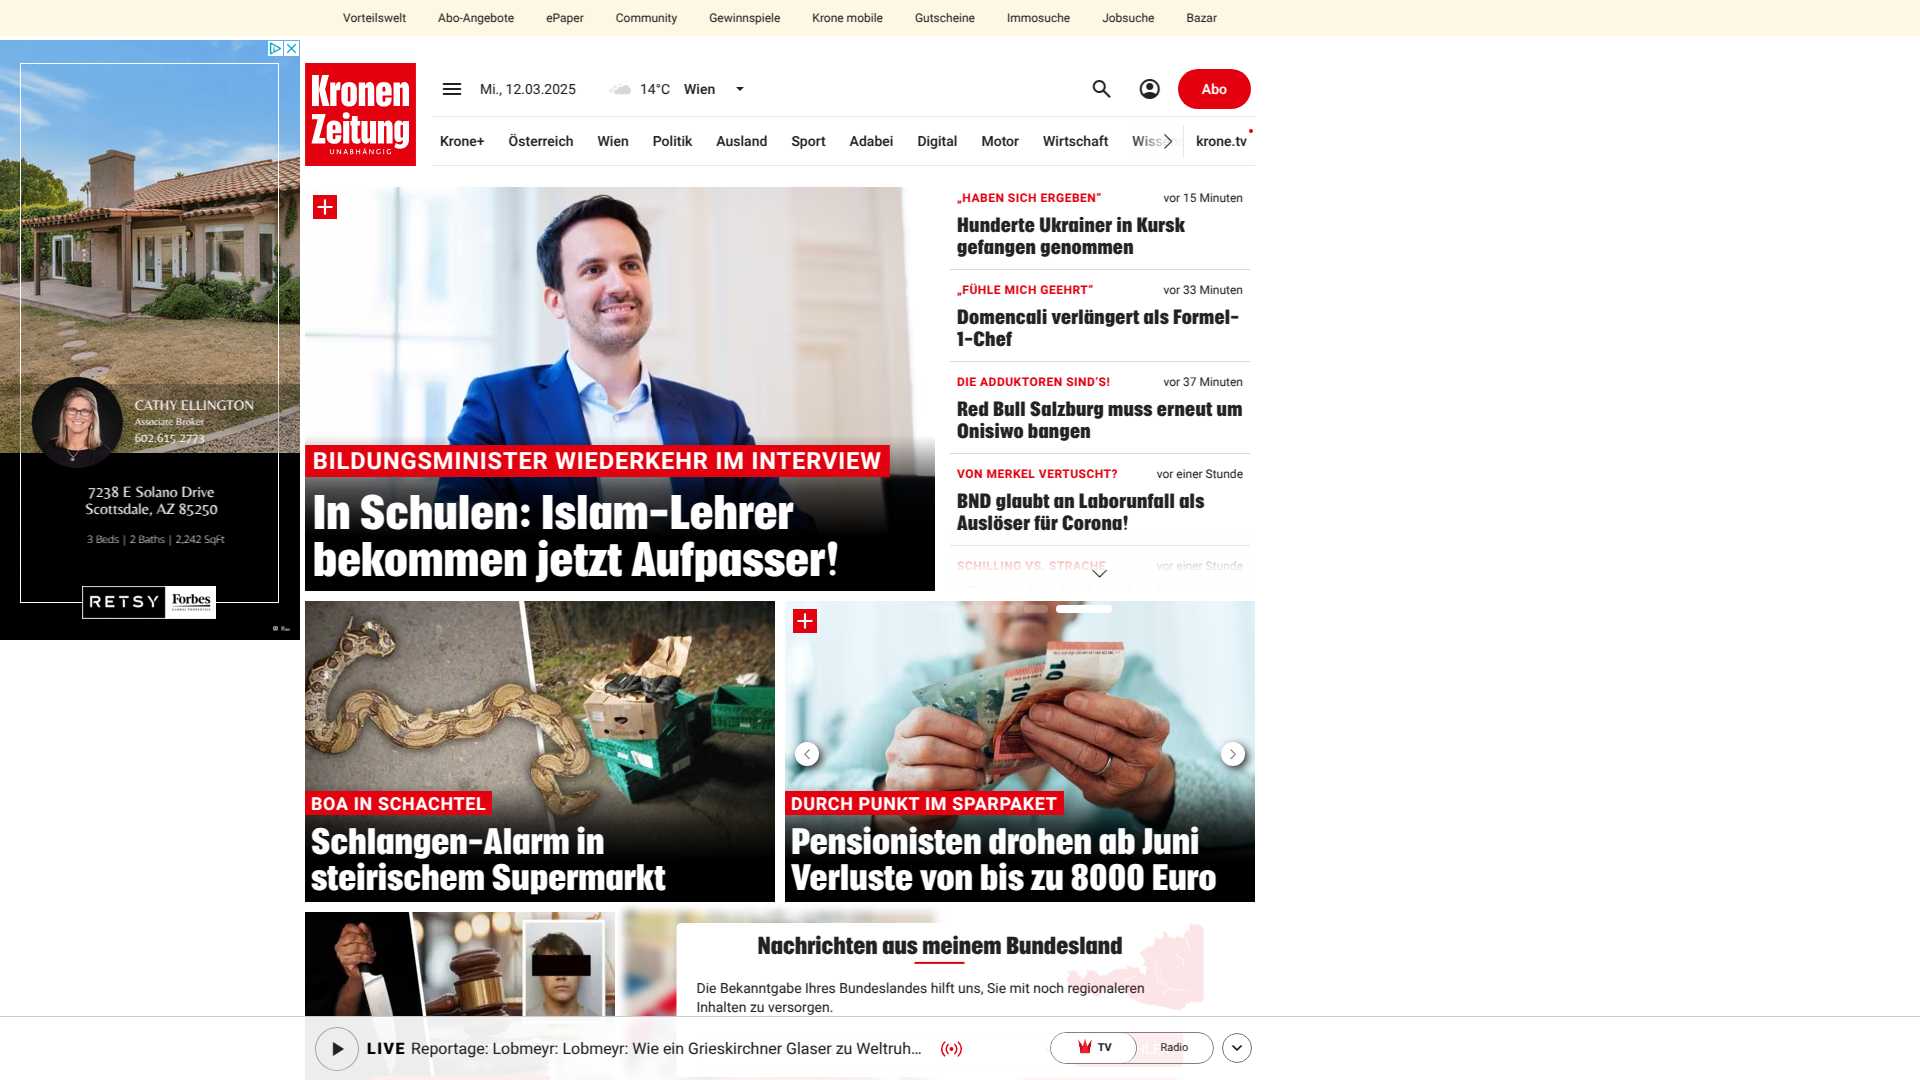 Vorteilswelt Abo-Angebote ePaper Community Gewinnspiele Krone mobile Gutscheine Immosuche Jobsuche Bazar
Kronen
Zeitung
UNABHÄNGIG
Mi., 12.03.2025 14°C Wien
Abo
Krone+ Österreich Wien Politik Ausland Sport Adabei Digital Motor Wirtschaft Wiss
krone.tv
CATHY ELLINGTON
Associate Broker
602.615.2773
7238 E Solano Drive
Scottsdale, AZ 85250
3 Beds | 2 Baths | 2,242 SqFt
RETSY
Forbes
BILDUNGSMINISTER WIEDERKEHR IM INTERVIEW
In Schulen: Islam-Lehrer
bekommen jetzt Aufpasser!
„HABEN SICH ERGEBEN“ vor 15 Minuten
Hunderte Ukrainer in Kursk
gefangen genommen
„FÜHLE MICH GEEHRT“ vor 33 Minuten
Domencali verlängert als Formel-
1-Chef
DIE ADDUKTOREN SIND’S! vor 37 Minuten
Red Bull Salzburg muss erneut um
Onisiwo bangen
VON MERKEL VERTUSCHT? vor einer Stunde
BND glaubt an Laborunfall als
Auslöser für Corona!
SCHILLING VS. STRACHE vor einer Stunde
BOA IN SCHACHTEL
Schlangen-Alarm in
steirischem Supermarkt
10
10
DURCH PUNKT IM SPARPAKET
Pensionisten drohen ab Juni
Verluste von bis zu 8000 Euro
Nachrichten aus meinem Bundesland
Die Bekanntgabe Ihres Bundeslandes hilft uns, Sie mit noch regionaleren
Inhalten zu versorgen.
LIVE Reportage: Lobmeyr: Lobmeyr: Wie ein Grieskirchner Glaser zu Weltruh...
TV
Radio